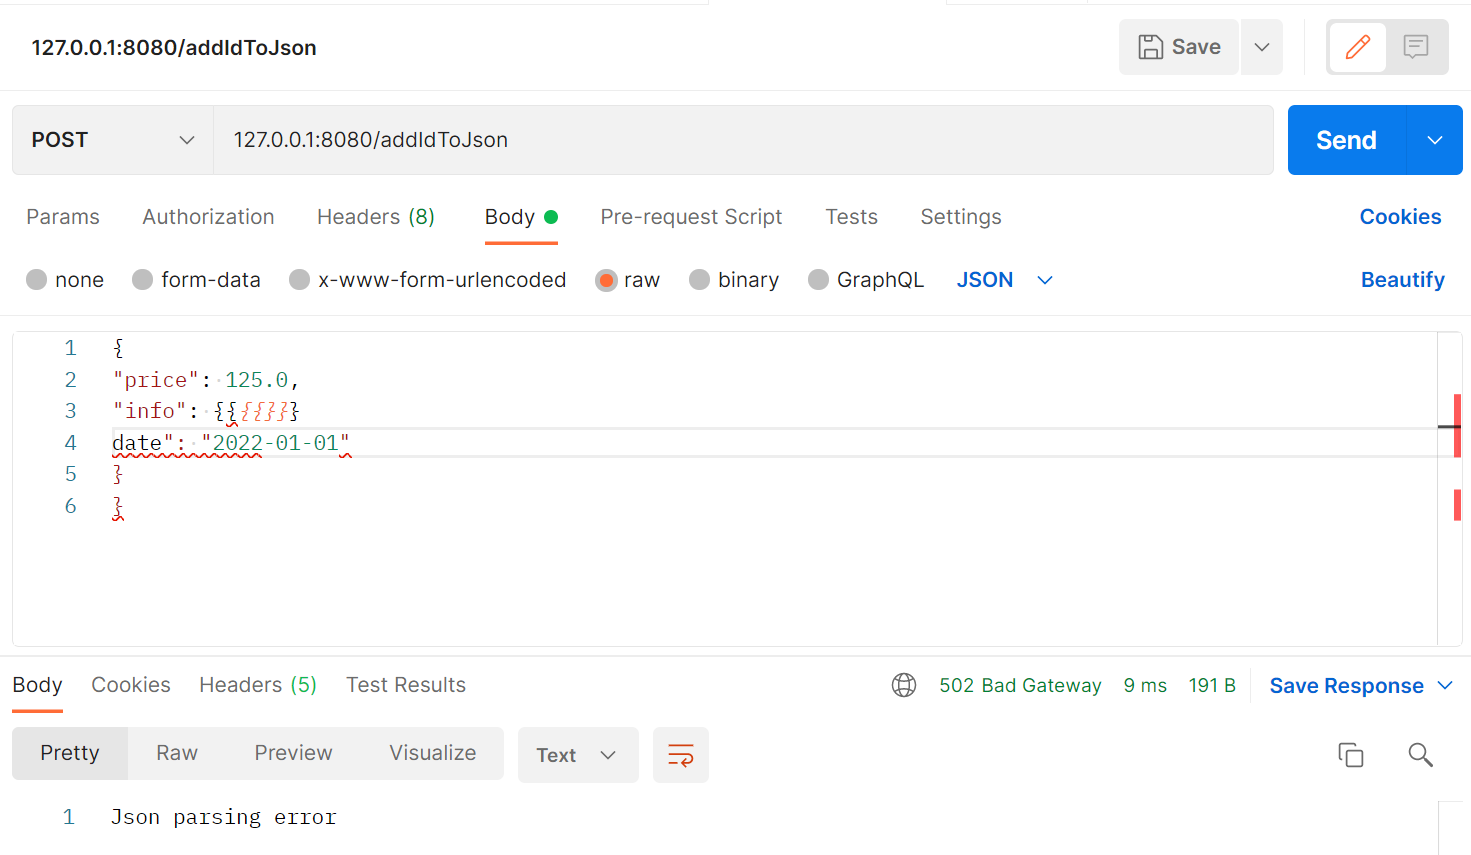 127.0.0.1:8080/addIdToJson
Save
POST 127.0.0.1:8080/addIdToJson Send
Params Authorization Headers (8) Body Pre-request Script Tests Settings Cookies
none form-data x-www-form-urlencoded raw binary GraphQL JSON Beautify
1 {
2 "price": 125.0,
3 "info": {{{{}}}}
4 date": "2022-01-01"
5 }
6 }
Body Cookies Headers (5) Test Results 502 Bad Gateway 9 ms 191 B Save Response
Pretty Raw Preview Visualize Text
1 Json parsing error